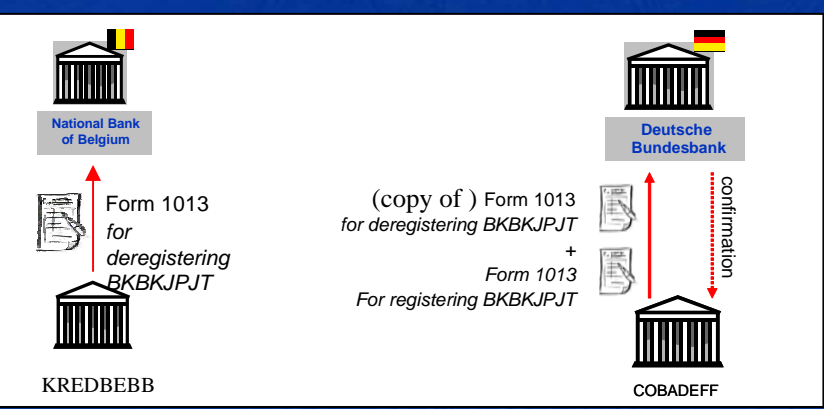 National Bank
of Belgium
Form 1013
for
deregistering
BKBKJPJT
KREDBEBB
Deutsche
Bundesbank
(copy of ) Form 1013
for deregistering BKBKJPJT
+
Form 1013
For registering BKBKJPJT
confirmation
COBADEFF